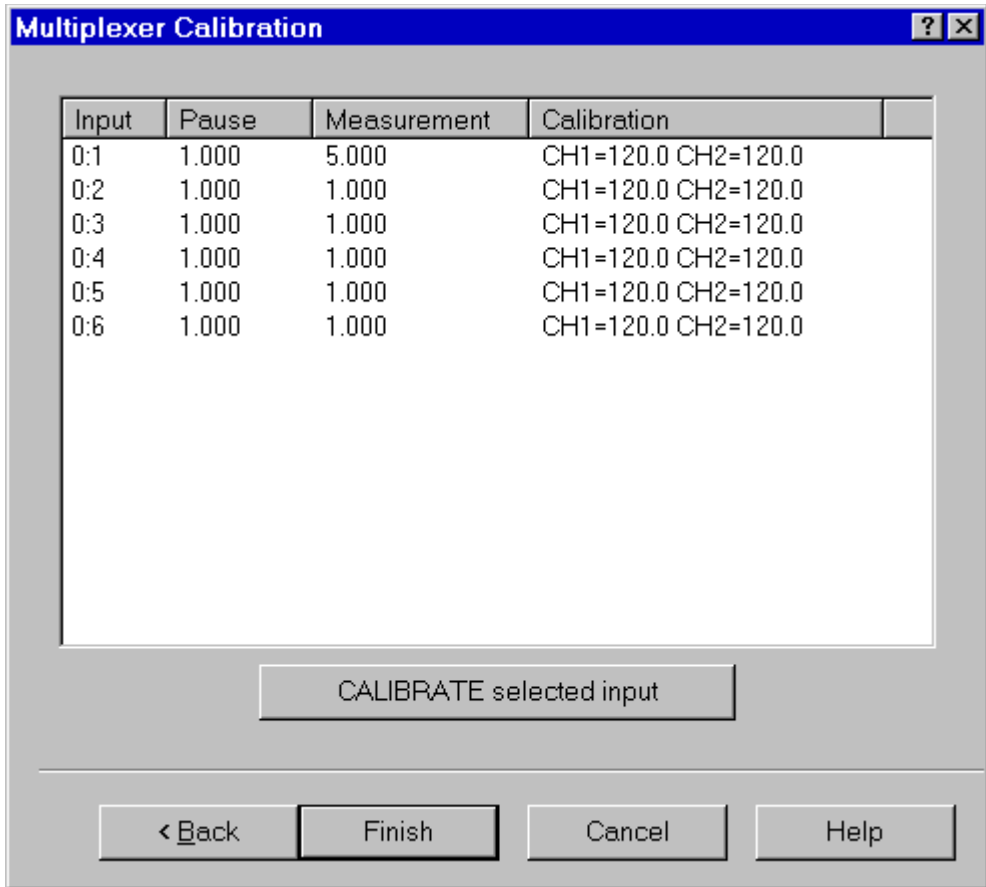 Multiplexer Calibration
Input Pause Measurement Calibration
0:1 1.000 5.000 CH1=120.0 CH2=120.0
0:2 1.000 1.000 CH1=120.0 CH2=120.0
0:3 1.000 1.000 CH1=120.0 CH2=120.0
0:4 1.000 1.000 CH1=120.0 CH2=120.0
0:5 1.000 1.000 CH1=120.0 CH2=120.0
0:6 1.000 1.000 CH1=120.0 CH2=120.0
CALIBRATE selected input
< Back Finish Cancel Help